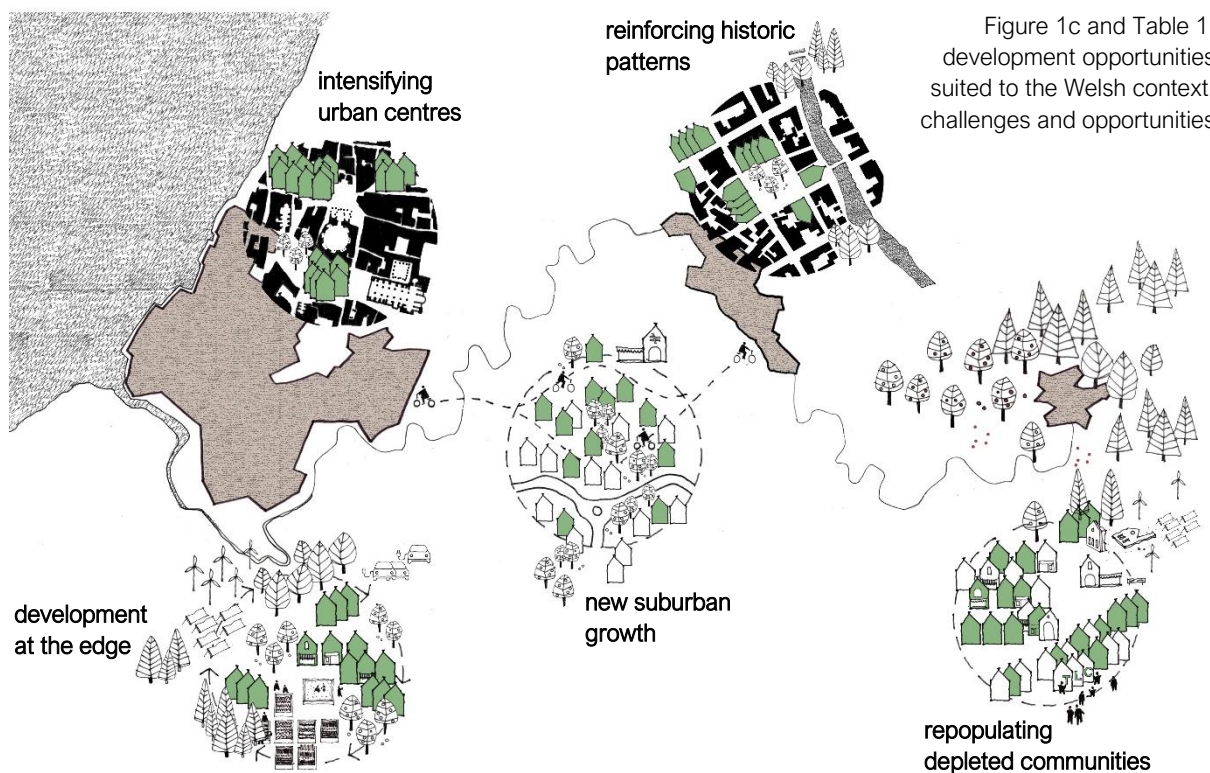 Figure 1c and Table 1
development opportunities
suited to the Welsh context
challenges and opportunities
reinforcing historic
patterns
intensifying
urban centres
new suburban
growth
development
at the edge
repopulating
depleted communities